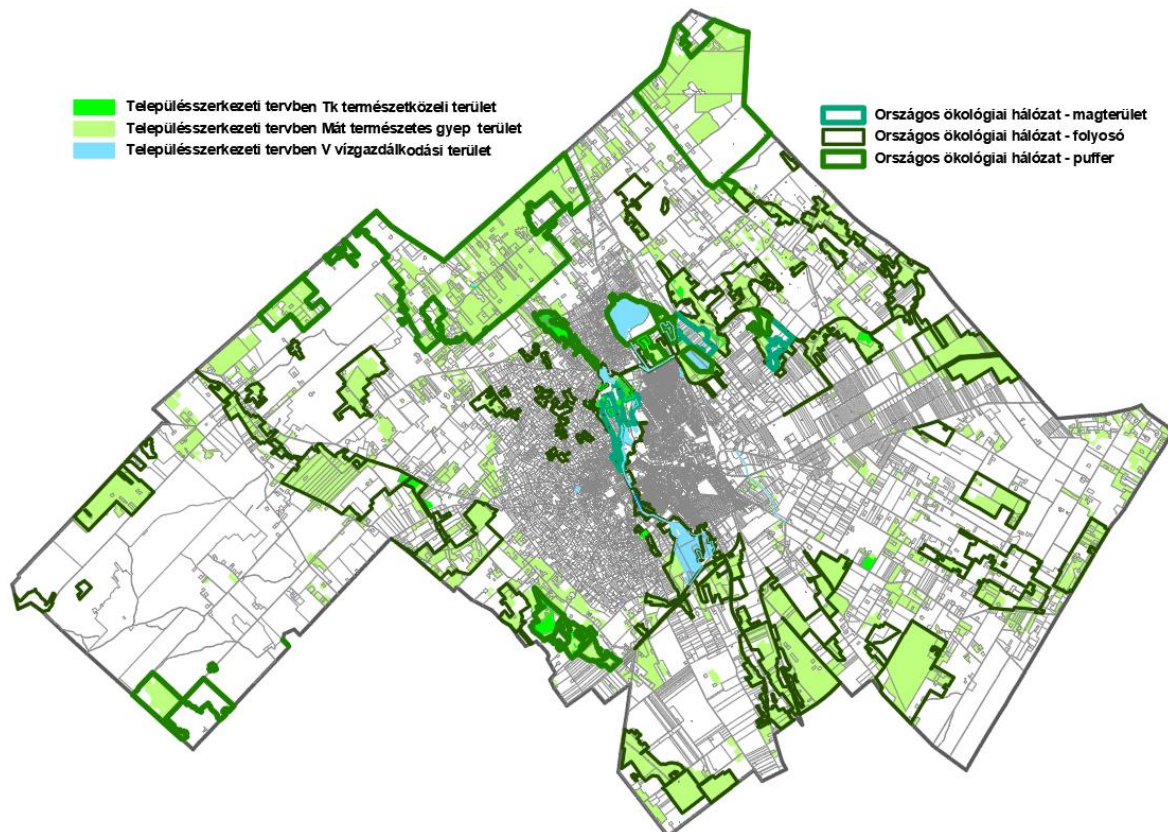 Településszerkezeti tervben Tk természetközeli terület
Településszerkezeti tervben Mát természetes gyep terület
Településszerkezeti tervben V vízgazdálkodási terület
Országos ökológiai hálózat - magterület
Országos ökológiai hálózat - folyosó
Országos ökológiai hálózat - puffer